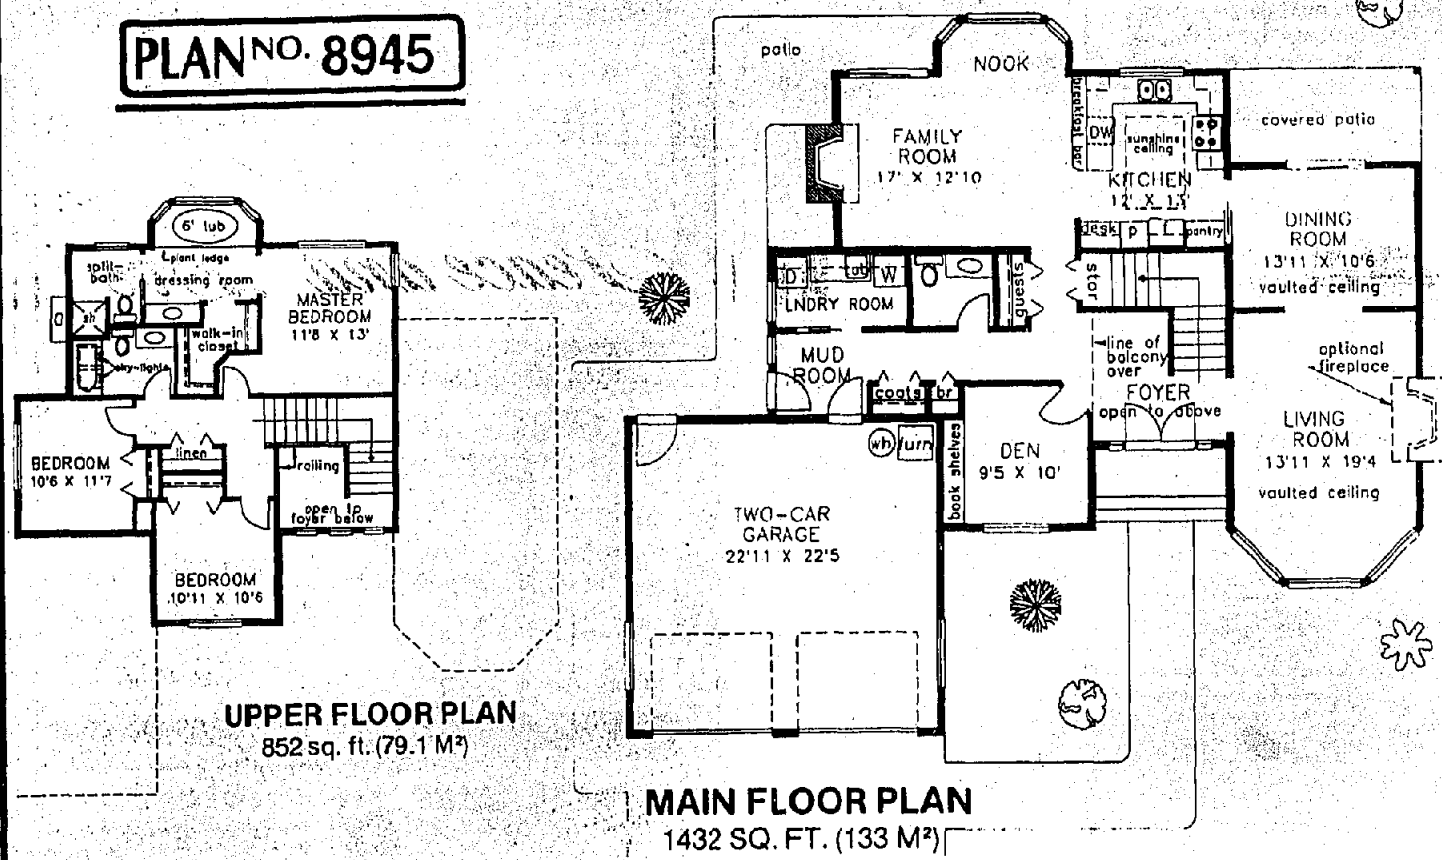 PLAN NO. 8945
6' tub
plant ledge
split-
bath
dressing room
sh
MASTER
BEDROOM
11'8 X 13'
walk-in
closet
sky-lights
BEDROOM
10'6 X 11'7
linen
railing
open to
foyer below
BEDROOM
10'11 X 10'6
UPPER FLOOR PLAN
852 sq. ft. (79.1 M²)
patio
NOOK
FAMILY
ROOM
17' X 12'10
breakfast bar
DW
sunshine
ceiling
KITCHEN
12' X 13'
desk
pantry
covered patio
DINING
ROOM
13'11 X 10'6
vaulted ceiling
D
tub
W
LNDRY ROOM
guests
stor
MUD
ROOM
coats
br
line of
balcony
over
FOYER
open to above
optional
fireplace
LIVING
ROOM
13'11 X 19'4
vaulted ceiling
wh
furn
book shelves
DEN
9'5 X 10'
TWO-CAR
GARAGE
22'11 X 22'5
MAIN FLOOR PLAN
1432 SQ. FT. (133 M²)